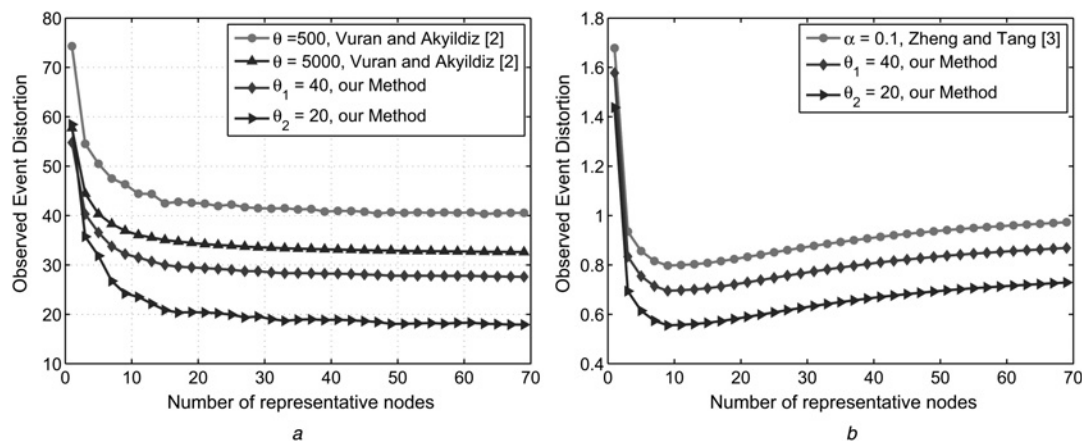 80
70
60
50
40
30
20
10
0
10
20
30
40
50
60
70
Observed Event Distortion
Number of representative nodes
θ =500, Vuran and Akyildiz [2]
θ = 5000, Vuran and Akyildiz [2]
θ₁ = 40, our Method
θ₂ = 20, our Method
a
1.8
1.6
1.4
1.2
1
0.8
0.6
0.4
0
10
20
30
40
50
60
70
Observed Event Distortion
Number of representative nodes
α = 0.1, Zheng and Tang [3]
θ₁ = 40, our Method
θ₂ = 20, our Method
b